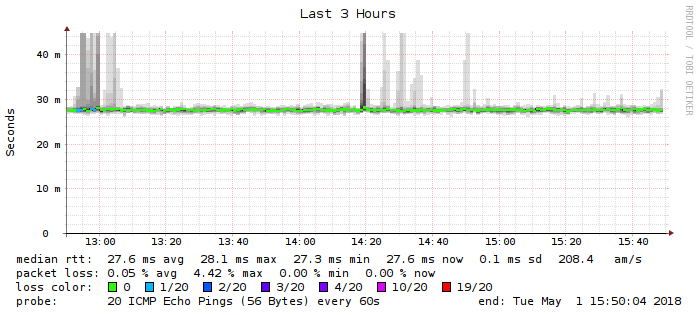 Last 3 Hours
RRDTOOL / TOBI OETIKER
Seconds
40 m
30 m
20 m
10 m
0
13:00 13:20 13:40 14:00 14:20 14:40 15:00 15:20 15:40
median rtt: 27.6 ms avg 28.1 ms max 27.3 ms min 27.6 ms now 0.1 ms sd 208.4 am/s
packet loss: 0.05 % avg 4.42 % max 0.00 % min 0.00 % now
loss color: 0 1/20 2/20 3/20 4/20 10/20 19/20
probe: 20 ICMP Echo Pings (56 Bytes) every 60s end: Tue May 1 15:50:04 2018